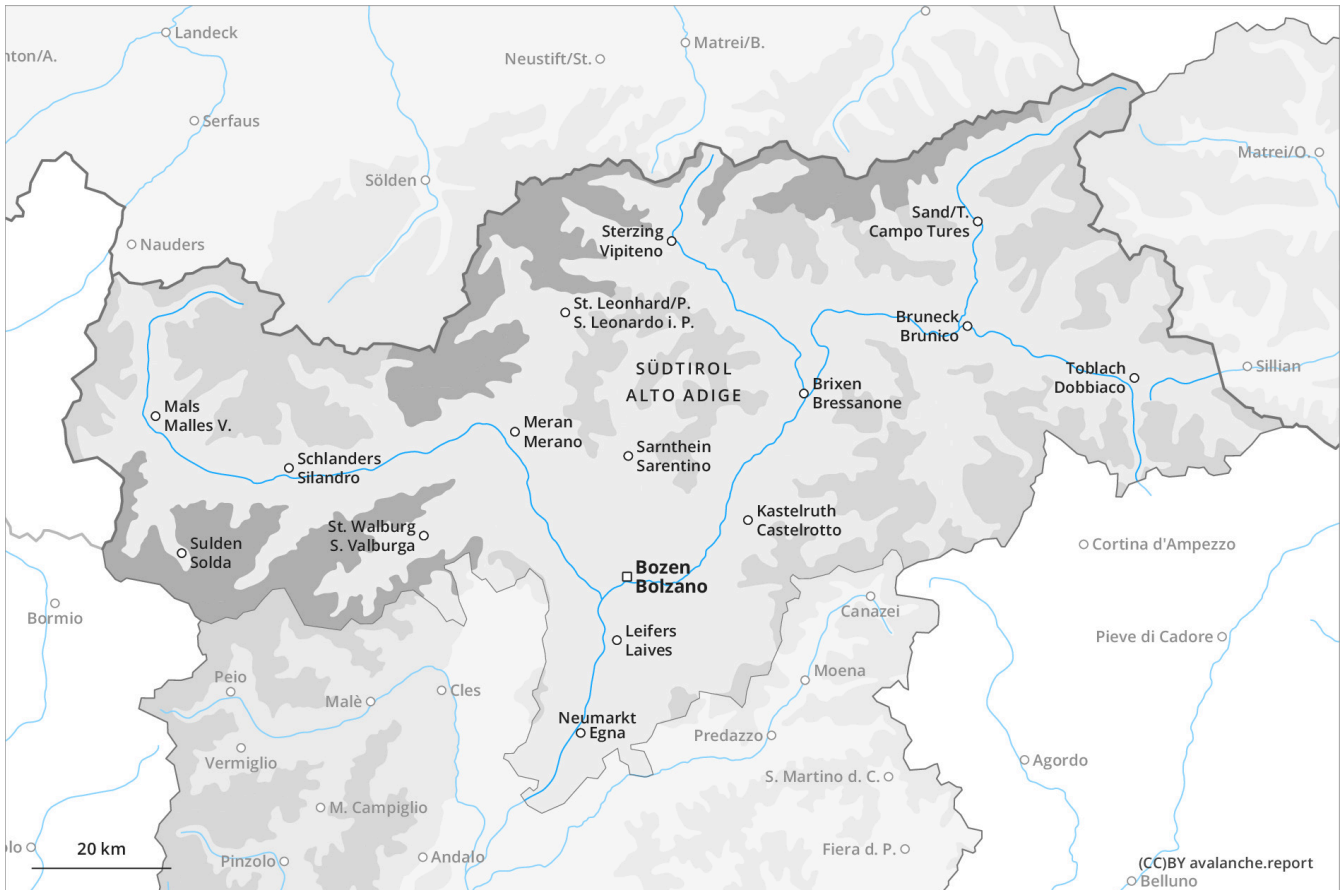 Landeck
nton/A.
Matrei/B.
Neustift/St.
Serfaus
Matrei/O.
Sölden
Sand/T.
Campo Tures
Sterzing
Vipiteno
Nauders
St. Leonhard/P.
S. Leonardo i. P.
Bruneck
Brunico
SÜDTIROL
ALTO ADIGE
Toblach
Dobbiaco
Sillian
Brixen
Bressanone
Mals
Malles V.
Meran
Merano
Schlanders
Silandro
Sarnthein
Sarentino
Kastelruth
Castelrotto
St. Walburg
S. Valburga
Sulden
Solda
Cortina d'Ampezzo
Bozen
Bolzano
Bormio
Canazei
Leifers
Laives
Pieve di Cadore
Peio
Moena
Malè
Cles
Neumarkt
Egna
Predazzo
Vermiglio
Agordo
S. Martino d. C.
M. Campiglio
olo
20 km
Pinzolo
Andalo
Fiera d. P.
(CC)BY avalanche.report
Belluno